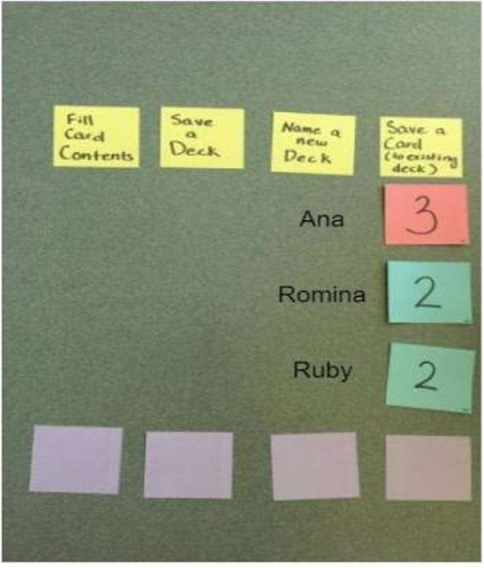 Fill
Card
Contents
Save
a
Deck
Name a
new
Deck
Save a
Card
(to existing
deck)
Ana
3
Romina
2
Ruby
2